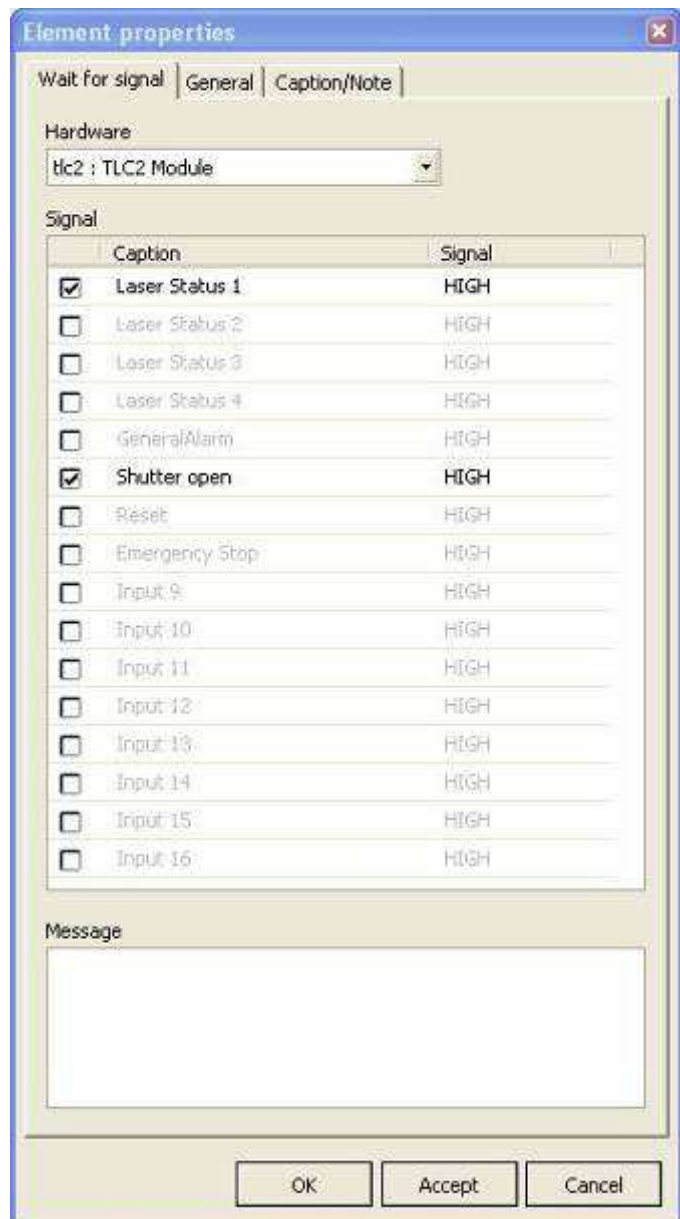 Element properties
Wait for signal General Caption/Note
Hardware
tlc2 : TLC2 Module
Signal
Caption Signal
Laser Status 1 HIGH
Laser Status 2 HIGH
Laser Status 3 HIGH
Laser Status 4 HIGH
GeneralAlarm HIGH
Shutter open HIGH
Reset HIGH
Emergency Stop HIGH
Input 9 HIGH
Input 10 HIGH
Input 11 HIGH
Input 12 HIGH
Input 13 HIGH
Input 14 HIGH
Input 15 HIGH
Input 16 HIGH
Message
OK Accept Cancel